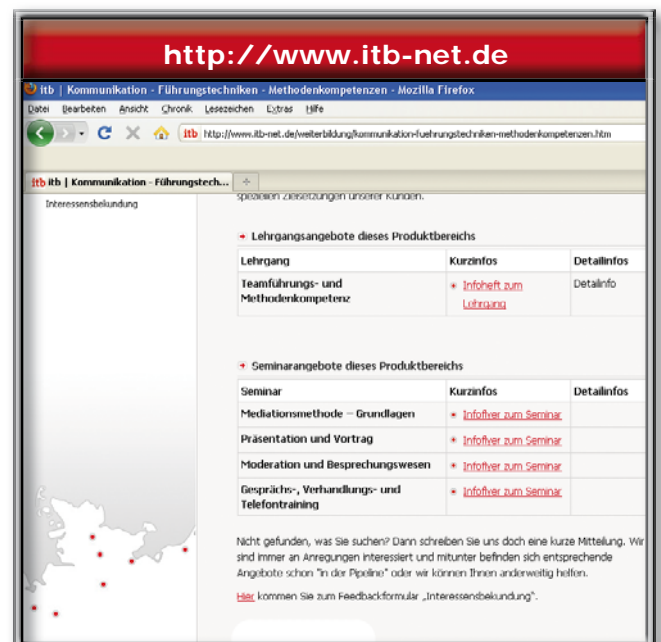 http://www.itb-net.de
itb | Kommunikation - Führungstechniken - Methodenkompetenzen - Mozilla Firefox
Datei Bearbeiten Ansicht Chronik Lesezeichen Extras Hilfe
itb http://www.itb-net.de/weiterbildung/kommunikation-fuehrungstechniken-methodenkompetenzen.htm
itb itb | Kommunikation - Führungstech...
Interessensbekundung
speziellen Zielsetzungen unserer Kunden.
Lehrgangsangebote dieses Produktbereichs
Lehrgang Kurzinfos Detailinfos
Teamführungs- und Infoheft zum Detailinfo
Methodenkompetenz Lehrgang
Seminarangebote dieses Produktbereichs
Seminar Kurzinfos Detailinfos
Mediationsmethode – Grundlagen Infoflyer zum Seminar
Präsentation und Vortrag Infoflyer zum Seminar
Moderation und Besprechungswesen Infoflyer zum Seminar
Gesprächs-, Verhandlungs- und Infoflyer zum Seminar
Telefontraining
Nicht gefunden, was Sie suchen? Dann schreiben Sie uns doch eine kurze Mitteilung. Wir
sind immer an Anregungen interessiert und mitunter befinden sich entsprechende
Angebote schon "in der Pipeline" oder wir können Ihnen anderweitig helfen.
Hier kommen Sie zum Feedbackformular „Interessensbekundung".